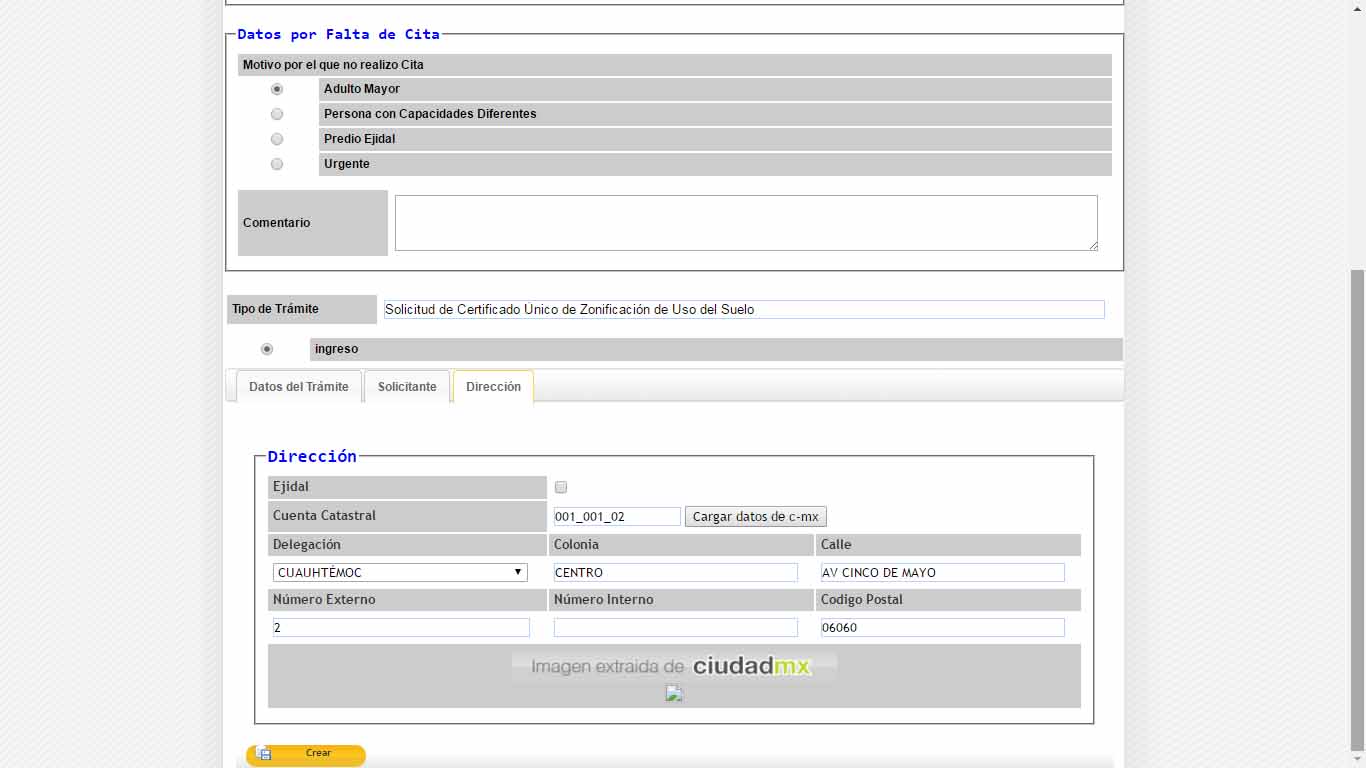 Datos por Falta de Cita
Motivo por el que no realizo Cita
Adulto Mayor
Persona con Capacidades Diferentes
Predio Ejidal
Urgente
Comentario
Tipo de Trámite Solicitud de Certificado Único de Zonificación de Uso del Suelo
ingreso
Datos del Trámite Solicitante Dirección
Dirección
Ejidal
Cuenta Catastral 001_001_02 Cargar datos de c-mx
Delegación Colonia Calle
CUAUHTÉMOC CENTRO AV CINCO DE MAYO
Número Externo Número Interno Codigo Postal
2 06060
Imagen extraida de ciudadmx
Crear